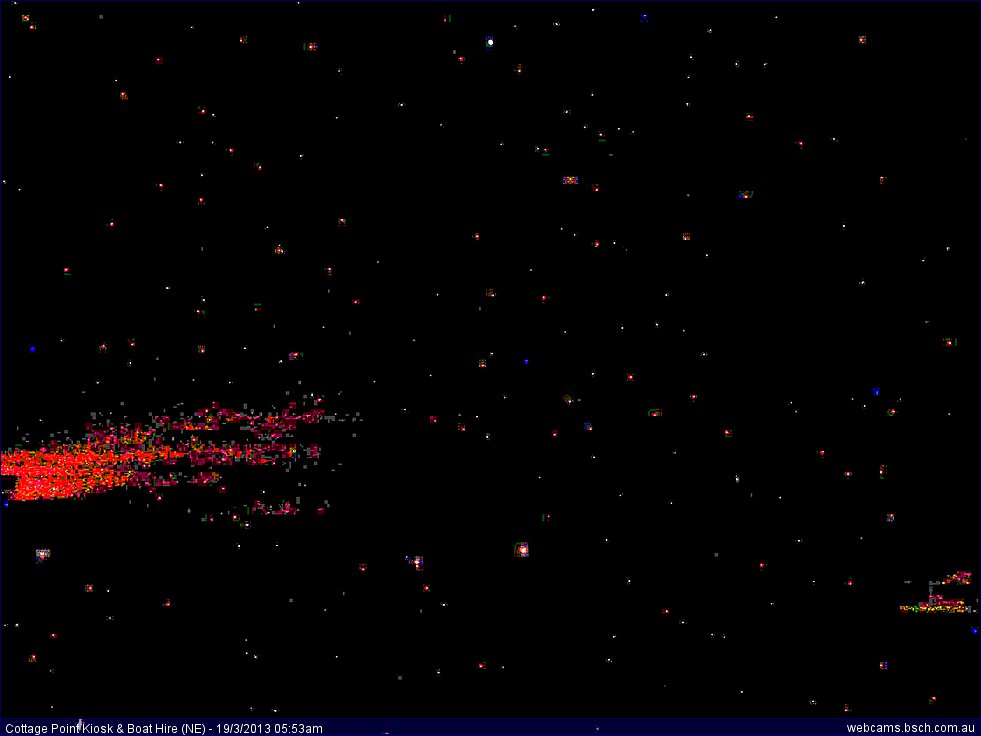 Cottage Point Kiosk & Boat Hire (NE) - 19/3/2013 05:53am
webcams.bsch.com.au